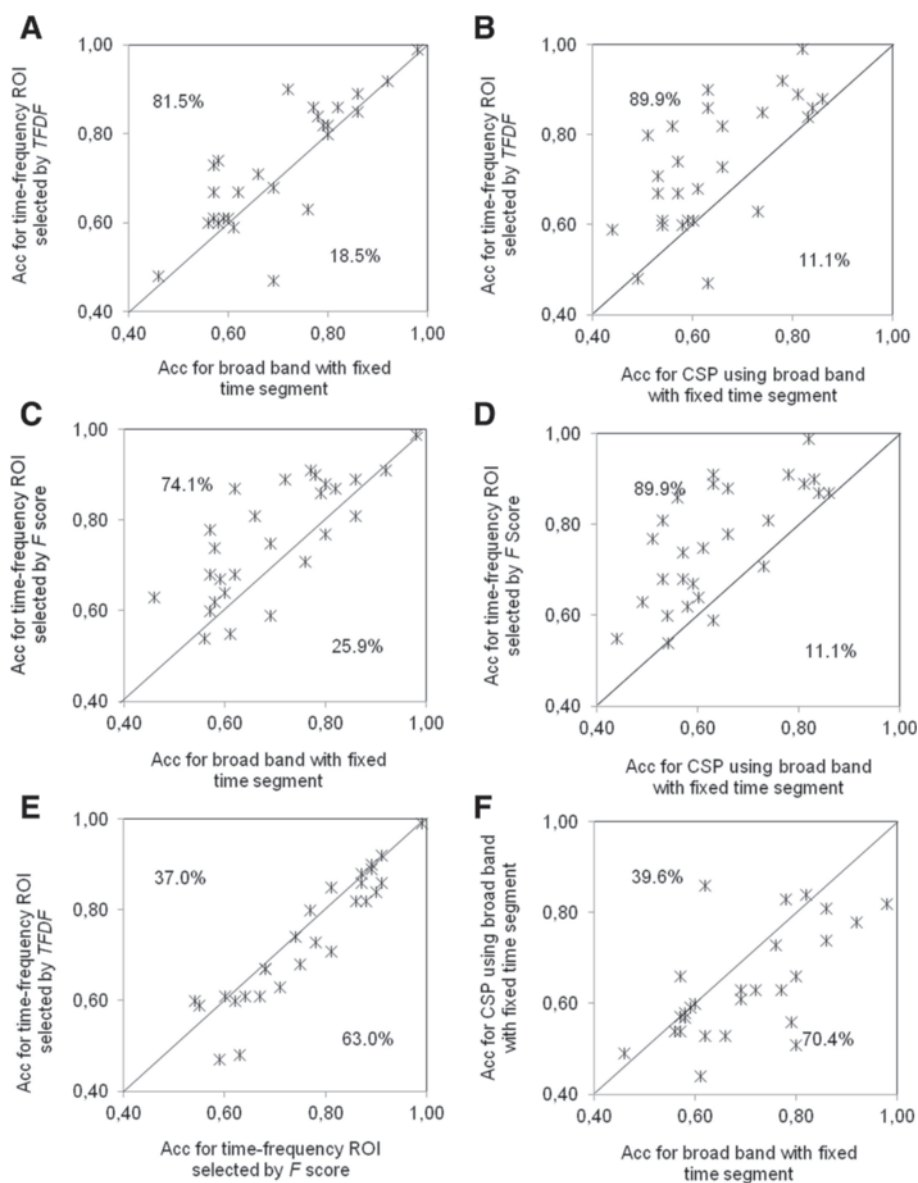 A
1,00
81.5%
0,80
0,60
18.5%
0,40
0,40
0,60
0,80
1,00
Acc for time-frequency ROI
selected by TFDF
Acc for broad band with fixed
time segment
B
1,00
89.9%
0,80
0,60
11.1%
0,40
0,40
0,60
0,80
1,00
Acc for time-frequency ROI
selected by TFDF
Acc for CSP using broad band
with fixed time segment
C
1,00
74.1%
0,80
0,60
25.9%
0,40
0,40
0,60
0,80
1,00
Acc for time-frequency ROI
selected by F score
Acc for broad band with fixed
time segment
D
1,00
89.9%
0,80
0,60
11.1%
0,40
0,40
0,60
0,80
1,00
Acc for time-frequency ROI
selected by F Score
Acc for CSP using broad band
with fixed time segment
E
1,00
37.0%
0,80
0,60
63.0%
0,40
0,40
0,60
0,80
1,00
Acc for time-frequency ROI
selected by TFDF
Acc for time-frequency ROI
selected by F score
F
1,00
39.6%
0,80
0,60
70.4%
0,40
0,40
0,60
0,80
1,00
Acc for CSP using broad band
with fixed time segment
Acc for broad band with fixed
time segment